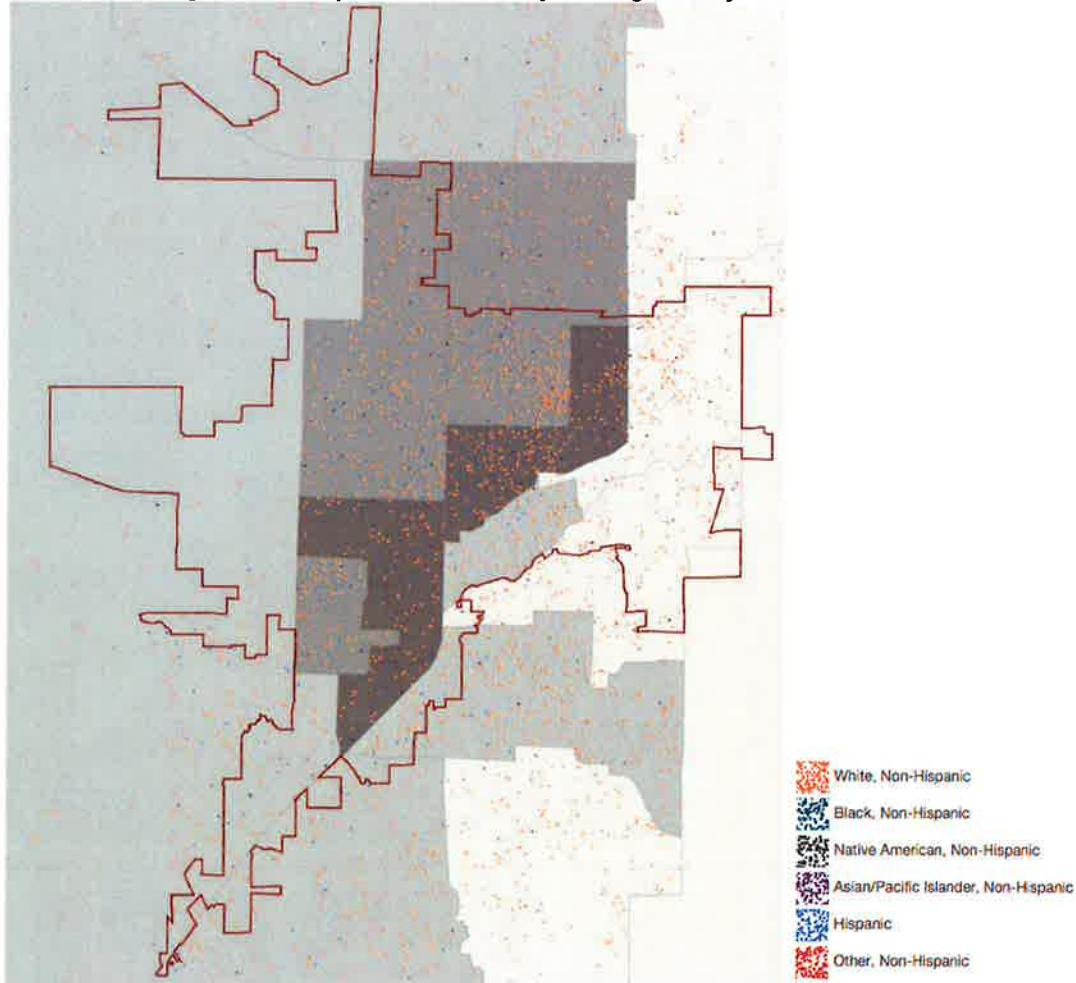 White, Non-Hispanic
Black, Non-Hispanic
Native American, Non-Hispanic
Asian/Pacific Islander, Non-Hispanic
Hispanic
Other, Non-Hispanic